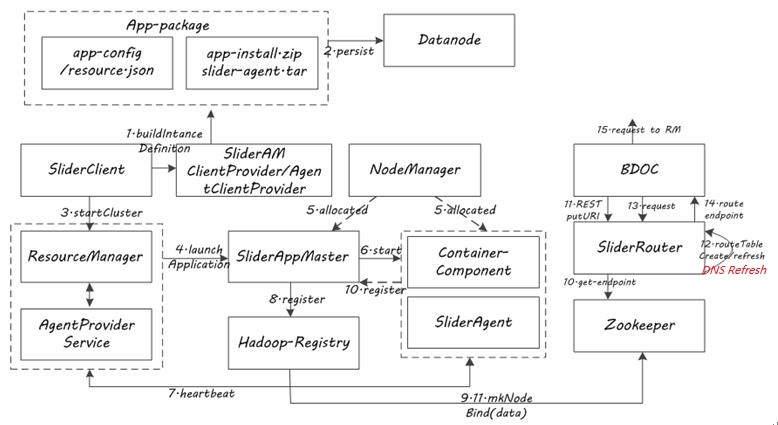 App-package
app-config
/resource.json
app-install.zip
slider-agent.tar
2.persist
Datanode
1.buildIntance
Definition
15.request to RM
SliderClient
SliderAM
ClientProvider/Agen
tClientProvider
NodeManager
BDOC
3.startCluster
5.allocated
5.allocated
11.REST
putURI
13.request
14.route
endpoint
ResourceManager
4.launch
Application
SliderAppMaster
6.start
Container-
Component
SliderRouter
12.routeTable
Create/refresh
DNS Refresh
10.register
8.register
10.get-endpoint
AgentProvider
Service
Hadoop-Registry
SliderAgent
Zookeeper
7.heartbeat
9.11.mkNode
Bind(data)